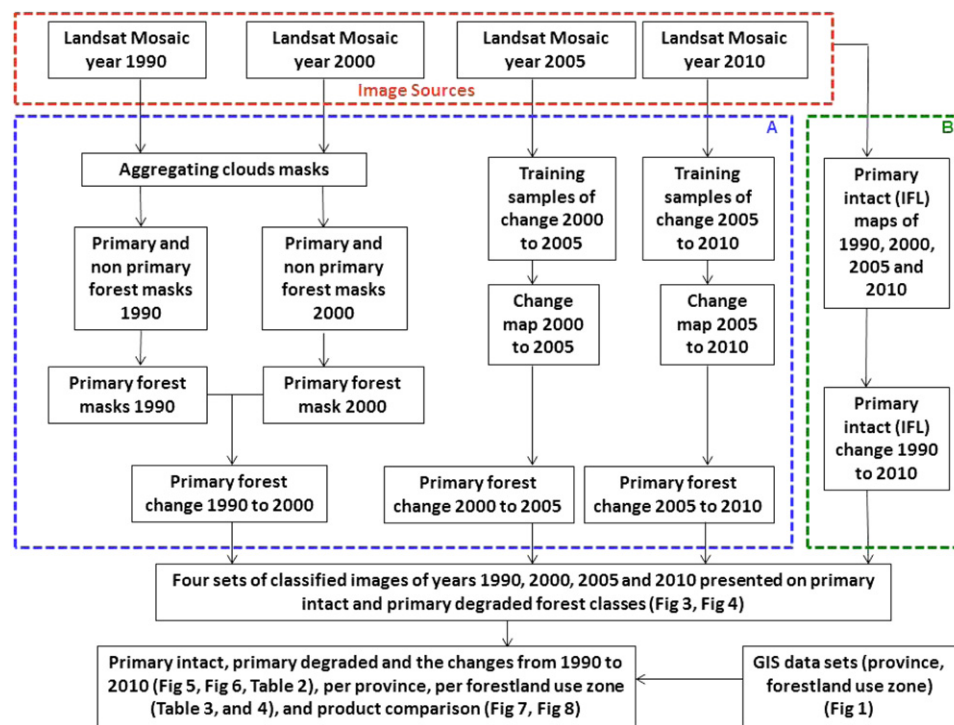 Landsat Mosaic
year 1990
Landsat Mosaic
year 2000
Landsat Mosaic
year 2005
Landsat Mosaic
year 2010
Image Sources
A
B
Aggregating clouds masks
Training
samples of
change 2000
to 2005
Training
samples of
change 2005
to 2010
Primary
intact (IFL)
maps of
1990, 2000,
2005 and
2010
Primary and
non primary
forest masks
1990
Primary and
non primary
forest masks
2000
Change
map 2000
to 2005
Change
map 2005
to 2010
Primary forest
masks 1990
Primary forest
mask 2000
Primary
intact (IFL)
change 1990
to 2010
Primary forest
change 1990 to 2000
Primary forest
change 2000 to 2005
Primary forest
change 2005 to 2010
Four sets of classified images of years 1990, 2000, 2005 and 2010 presented on primary
intact and primary degraded forest classes (Fig 3, Fig 4)
Primary intact, primary degraded and the changes from 1990 to
2010 (Fig 5, Fig 6, Table 2), per province, per forestland use zone
(Table 3, and 4), and product comparison (Fig 7, Fig 8)
GIS data sets (province,
forestland use zone)
(Fig 1)